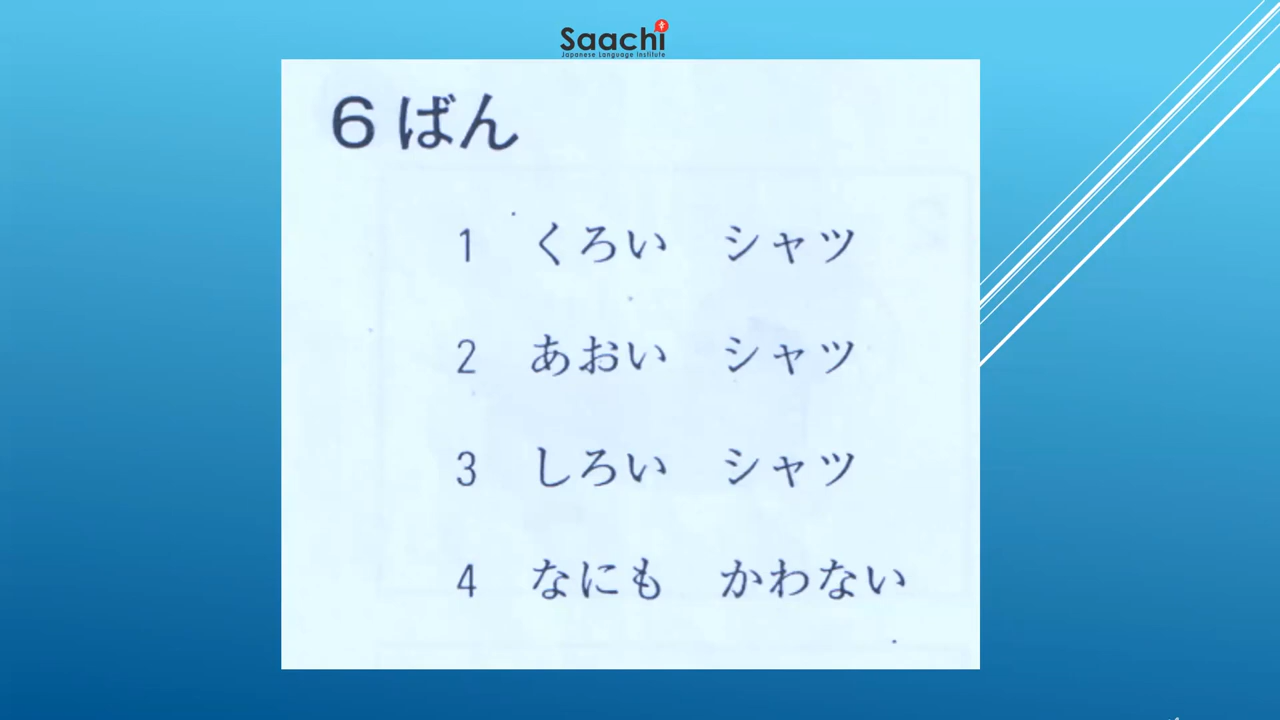 Saachi
Japanese Language Institute
6ばん
1 くろい シャツ
2 あおい シャツ
3 しろい シャツ
4 なにも かわない